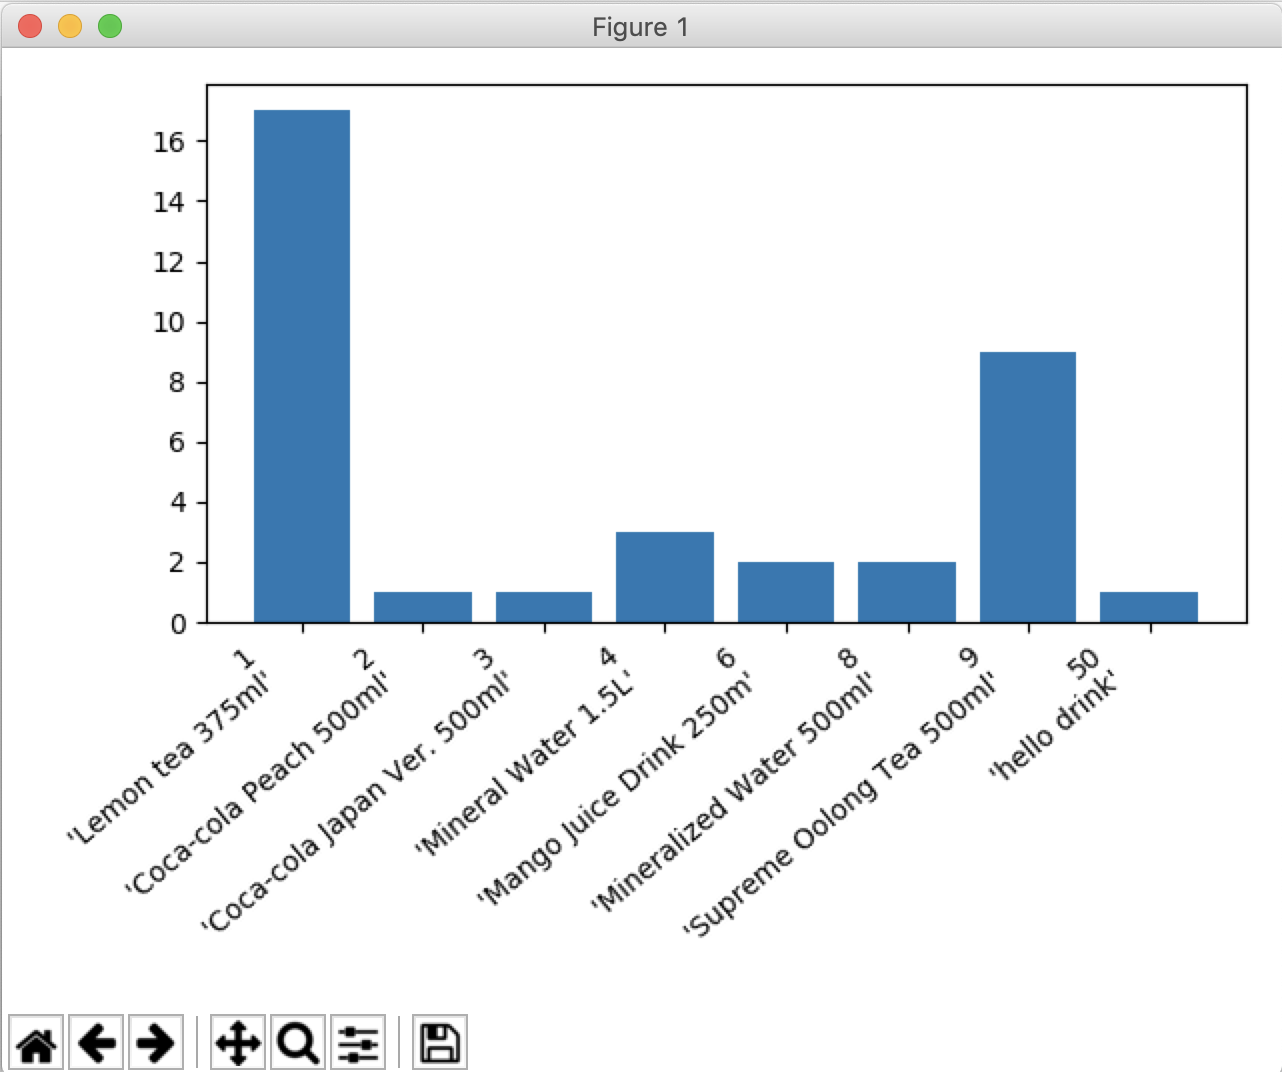 Figure 1
16
14
12
10
8
6
4
2
0
1
'Lemon tea 375ml'
2
'Coca-cola Peach 500ml'
3
'Coca-cola Japan Ver. 500ml'
4
'Mineral Water 1.5L'
6
'Mango Juice Drink 250m'
8
'Mineralized Water 500ml'
9
'Supreme Oolong Tea 500ml'
50
'hello drink'